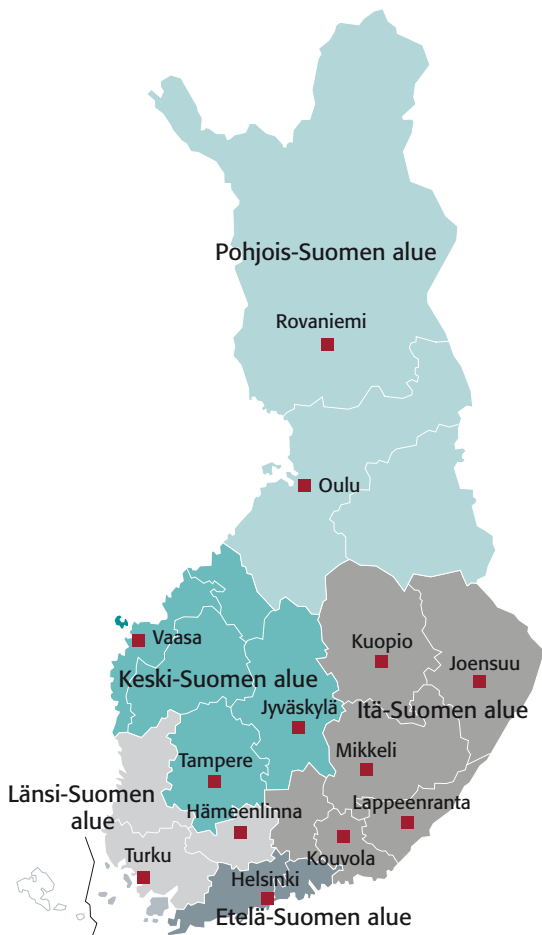 Pohjois-Suomen alue
Rovaniemi
Oulu
Vaasa
Kuopio
Joensuu
Keski-Suomen alue
Jyväskylä
Itä-Suomen alue
Mikkeli
Tampere
Länsi-Suomen
alue
Hämeenlinna
Lappeenranta
Turku
Kouvola
Helsinki
Etelä-Suomen alue